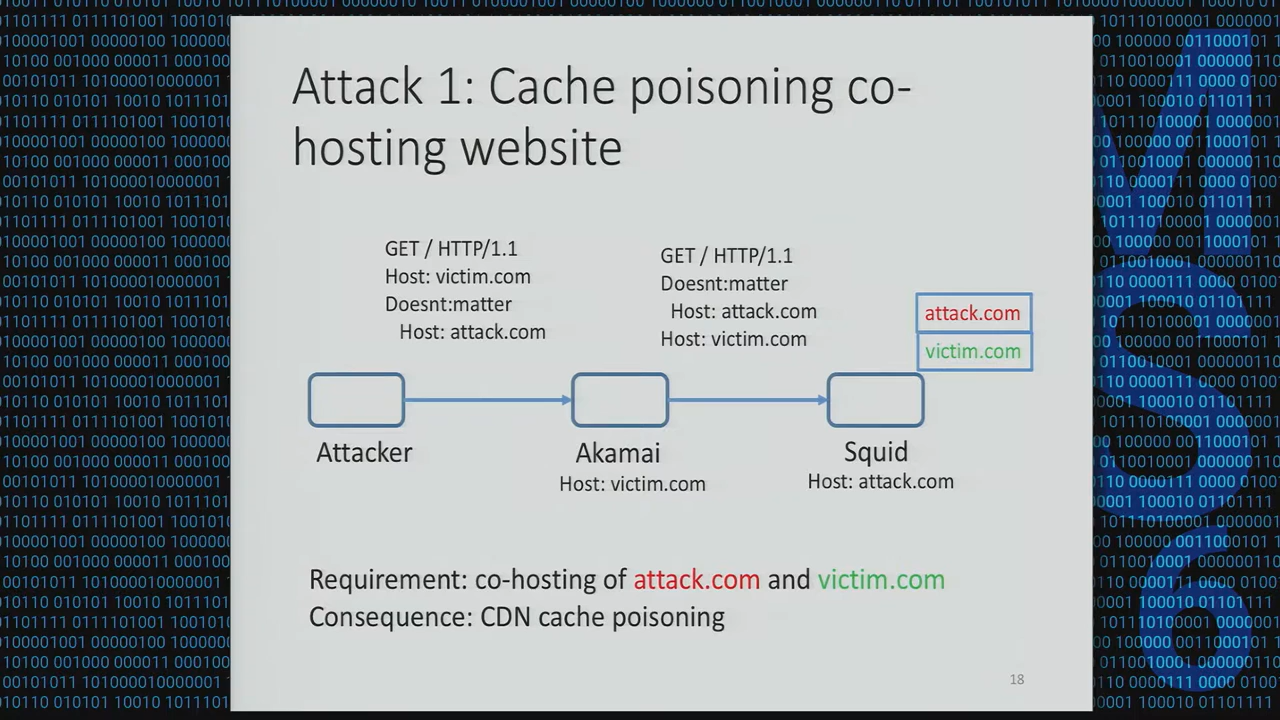 Attack 1: Cache poisoning co-
hosting website
GET / HTTP/1.1
Host: victim.com
Doesnt:matter
Host: attack.com
GET / HTTP/1.1
Doesnt:matter
Host: attack.com
Host: victim.com
attack.com
victim.com
Attacker
Akamai
Host: victim.com
Squid
Host: attack.com
Requirement: co-hosting of attack.com and victim.com
Consequence: CDN cache poisoning
18